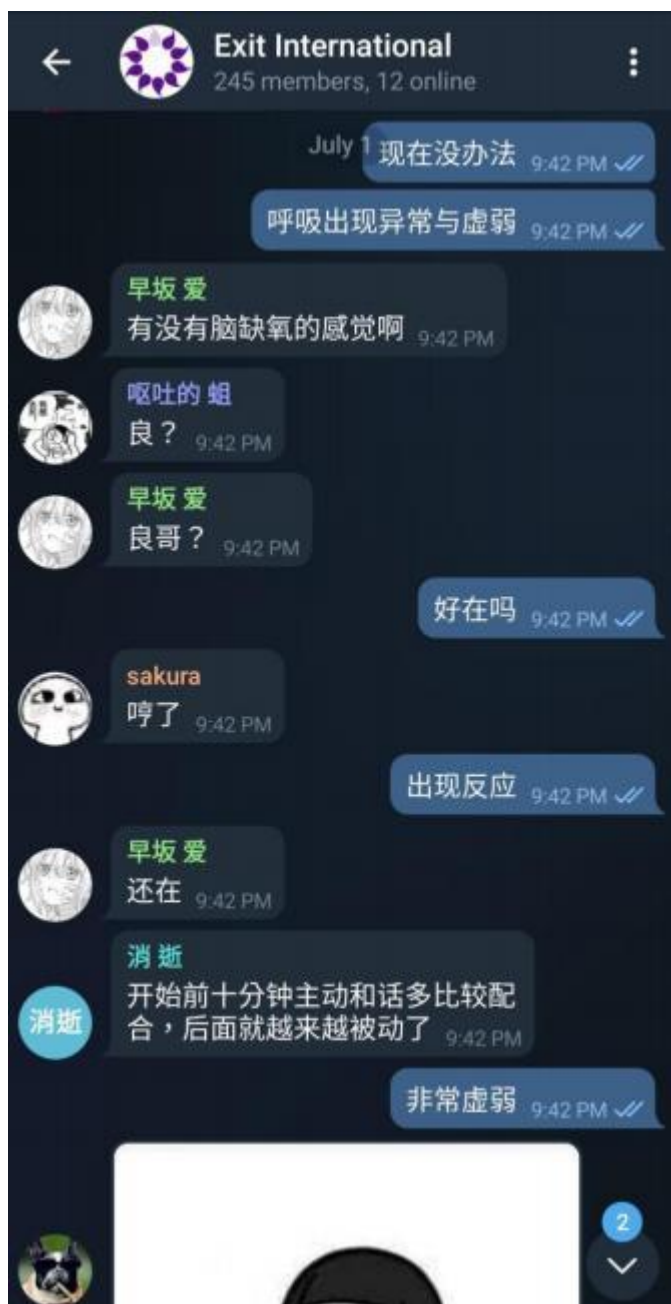 Exit International
245 members, 12 online
July 1
现在没办法 9:42 PM
呼吸出现异常与虚弱 9:42 PM
早坂 爱
有没有脑缺氧的感觉啊 9:42 PM
呕吐的 蛆
良？ 9:42 PM
早坂 爱
良哥？ 9:42 PM
好在吗 9:42 PM
sakura
哼了 9:42 PM
出现反应 9:42 PM
早坂 爱
还在 9:42 PM
消逝
消 逝
开始前十分钟主动和话多比较配
合，后面就越来越被动了 9:42 PM
非常虚弱 9:42 PM
2